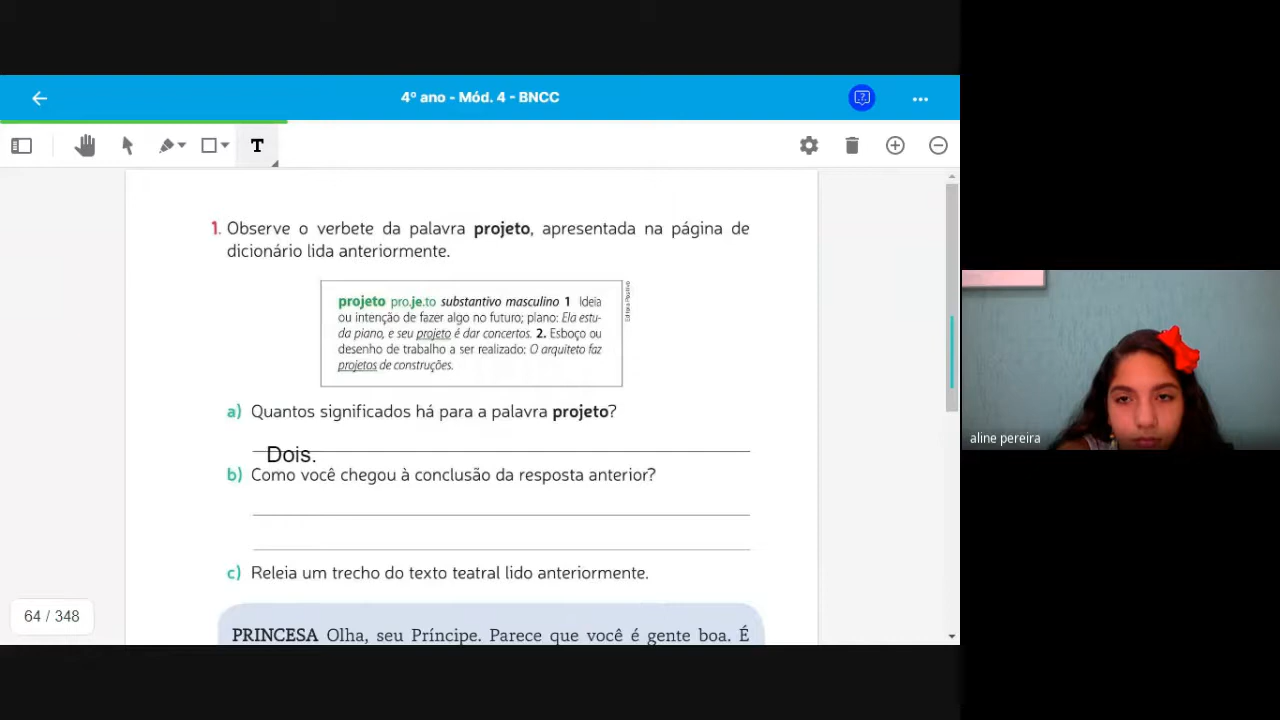 4º ano - Mód. 4 - BNCC
T
1. Observe o verbete da palavra projeto, apresentada na página de
dicionário lida anteriormente.
projeto pro.je.to substantivo masculino 1 Ideia
ou intenção de fazer algo no futuro; plano: Ela estu-
da piano, e seu projeto é dar concertos. 2. Esboço ou
desenho de trabalho a ser realizado: O arquiteto faz
projetos de construções.
Editora Positivo
a) Quantos significados há para a palavra projeto?
Dois.
b) Como você chegou à conclusão da resposta anterior?
c) Releia um trecho do texto teatral lido anteriormente.
64 / 348
PRINCESA Olha, seu Príncipe. Parece que você é gente boa. É
aline pereira